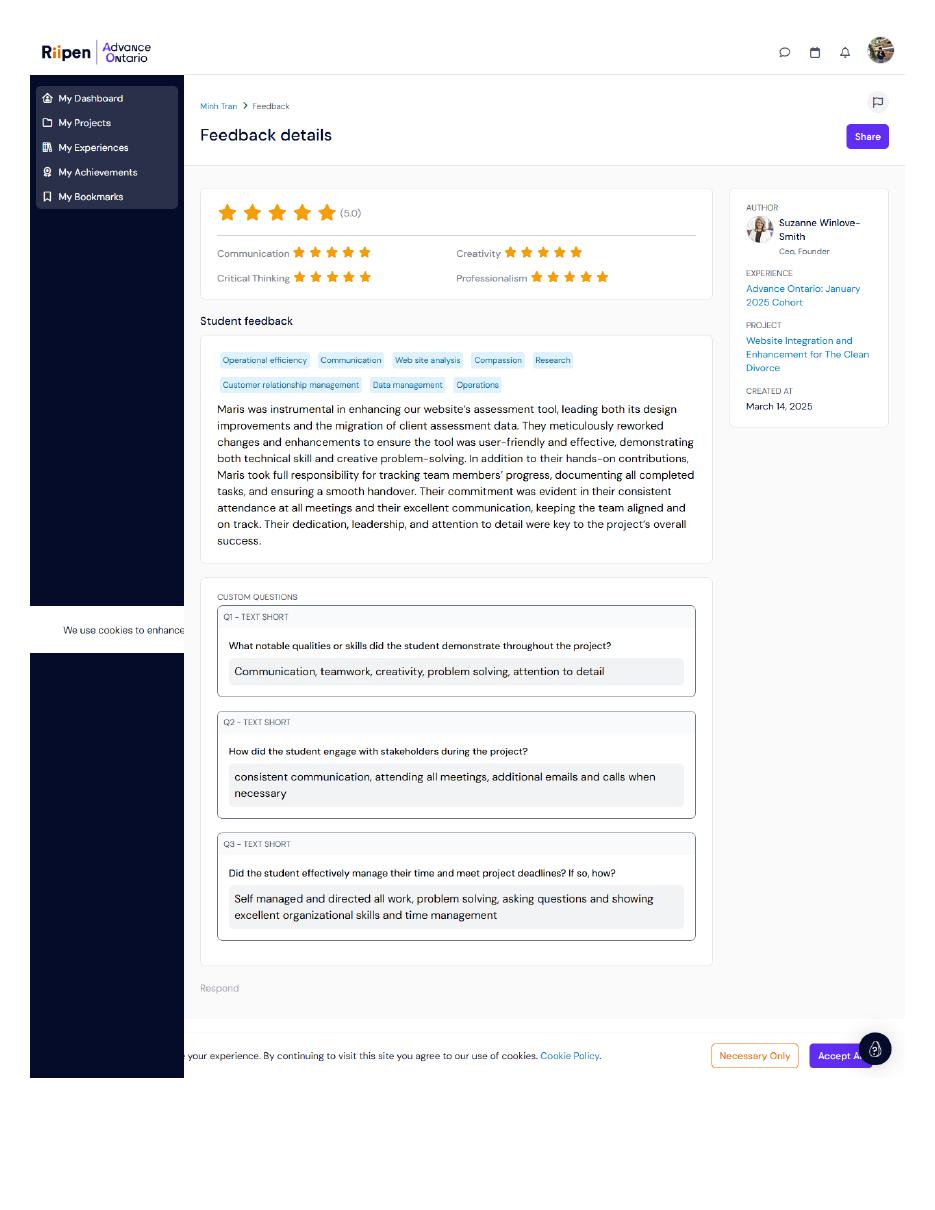 Riipen Advance
Ontario
My Dashboard
My Projects
My Experiences
My Achievements
My Bookmarks
Minh Tran > Feedback
Feedback details
Share
(5.0)
Communication
Creativity
Critical Thinking
Professionalism
AUTHOR
Suzanne Winlove-
Smith
Ceo, Founder
EXPERIENCE
Advance Ontario: January
2025 Cohort
PROJECT
Website Integration and
Enhancement for The Clean
Divorce
CREATED AT
March 14, 2025
Student feedback
Operational efficiency Communication Web site analysis Compassion Research
Customer relationship management Data management Operations
Maris was instrumental in enhancing our website's assessment tool, leading both its design
improvements and the migration of client assessment data. They meticulously reworked
changes and enhancements to ensure the tool was user-friendly and effective, demonstrating
both technical skill and creative problem-solving. In addition to their hands-on contributions,
Maris took full responsibility for tracking team members' progress, documenting all completed
tasks, and ensuring a smooth handover. Their commitment was evident in their consistent
attendance at all meetings and their excellent communication, keeping the team aligned and
on track. Their dedication, leadership, and attention to detail were key to the project's overall
success.
CUSTOM QUESTIONS
Q1 - TEXT SHORT
What notable qualities or skills did the student demonstrate throughout the project?
Communication, teamwork, creativity, problem solving, attention to detail
Q2 - TEXT SHORT
How did the student engage with stakeholders during the project?
consistent communication, attending all meetings, additional emails and calls when
necessary
Q3 - TEXT SHORT
Did the student effectively manage their time and meet project deadlines? If so, how?
Self managed and directed all work, problem solving, asking questions and showing
excellent organizational skills and time management
Respond
We use cookies to enhance
your experience. By continuing to visit this site you agree to our use of cookies. Cookie Policy.
Necessary Only
Accept